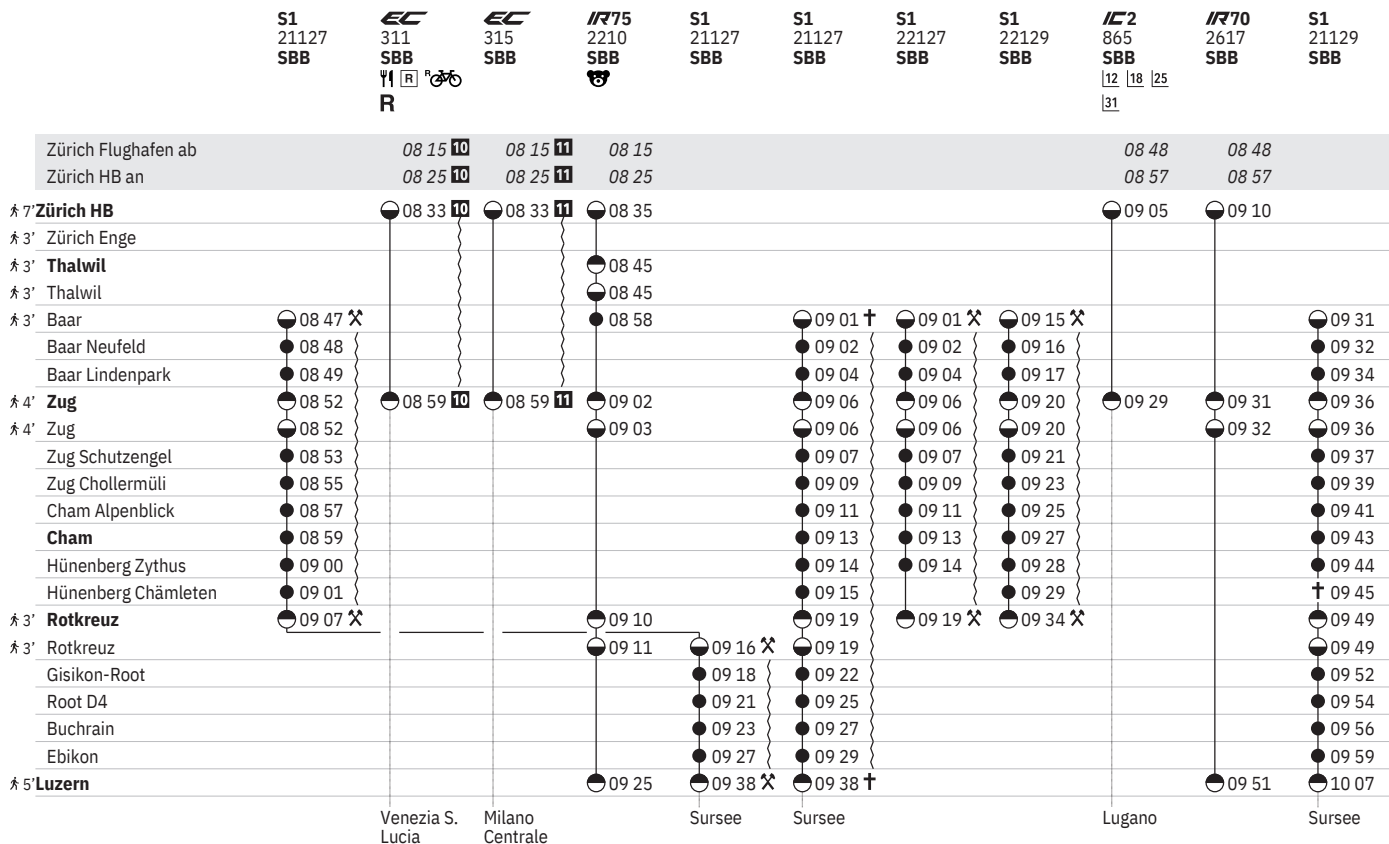 S1 EC EC IR75 S1 S1 S1 S1 IC2 IR70 S1
21127 311 315 2210 21127 21127 22127 22129 865 2617 21129
SBB SBB SBB SBB SBB SBB SBB SBB SBB SBB SBB
R R 12 18 25
R 31
Zürich Flughafen ab 08 15 10 08 15 11 08 15 08 48 08 48
Zürich HB an 08 25 10 08 25 11 08 25 08 57 08 57
7' Zürich HB 08 33 10 08 33 11 08 35 09 05 09 10
3' Zürich Enge
3' Thalwil 08 45
3' Thalwil 08 45
3' Baar 08 47 08 58 09 01 09 01 09 15 09 31
Baar Neufeld 08 48 09 02 09 02 09 16 09 32
Baar Lindenpark 08 49 09 04 09 04 09 17 09 34
4' Zug 08 52 08 59 10 08 59 11 09 02 09 06 09 06 09 20 09 29 09 31 09 36
4' Zug 08 52 09 03 09 06 09 06 09 20 09 32 09 36
Zug Schutzengel 08 53 09 07 09 07 09 21 09 37
Zug Chollermüli 08 55 09 09 09 09 09 23 09 39
Cham Alpenblick 08 57 09 11 09 11 09 25 09 41
Cham 08 59 09 13 09 13 09 27 09 43
Hünenberg Zythus 09 00 09 14 09 14 09 28 09 44
Hünenberg Chämleten 09 01 09 15 09 29 09 45
3' Rotkreuz 09 07 09 10 09 19 09 19 09 34 09 49
3' Rotkreuz 09 11 09 16 09 19 09 49
Gisikon-Root 09 18 09 22 09 52
Root D4 09 21 09 25 09 54
Buchrain 09 23 09 27 09 56
Ebikon 09 27 09 29 09 59
5' Luzern 09 25 09 38 09 38 09 51 10 07
Venezia S. Milano Sursee Sursee Lugano Sursee
Lucia Centrale